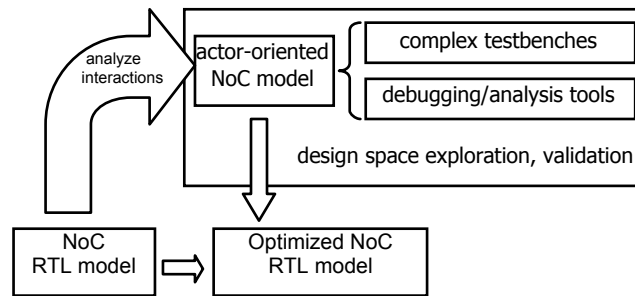 analyze
interactions
actor-oriented
NoC model
complex testbenches
debugging/analysis tools
design space exploration, validation
NoC
RTL model
Optimized NoC
RTL model